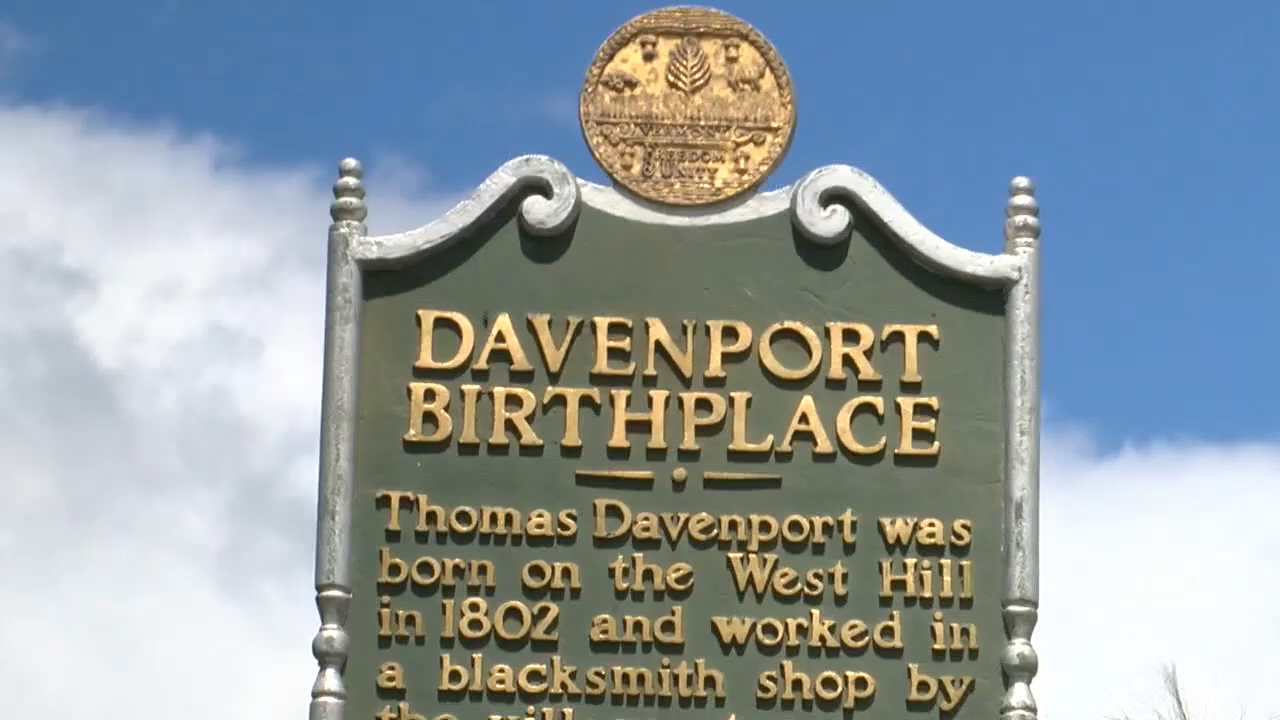 VERMONT
FREEDOM
& UNITY
DAVENPORT
BIRTHPLACE
Thomas Davenport was
born on the West Hill
in 1802 and worked in
a blacksmith shop by
the